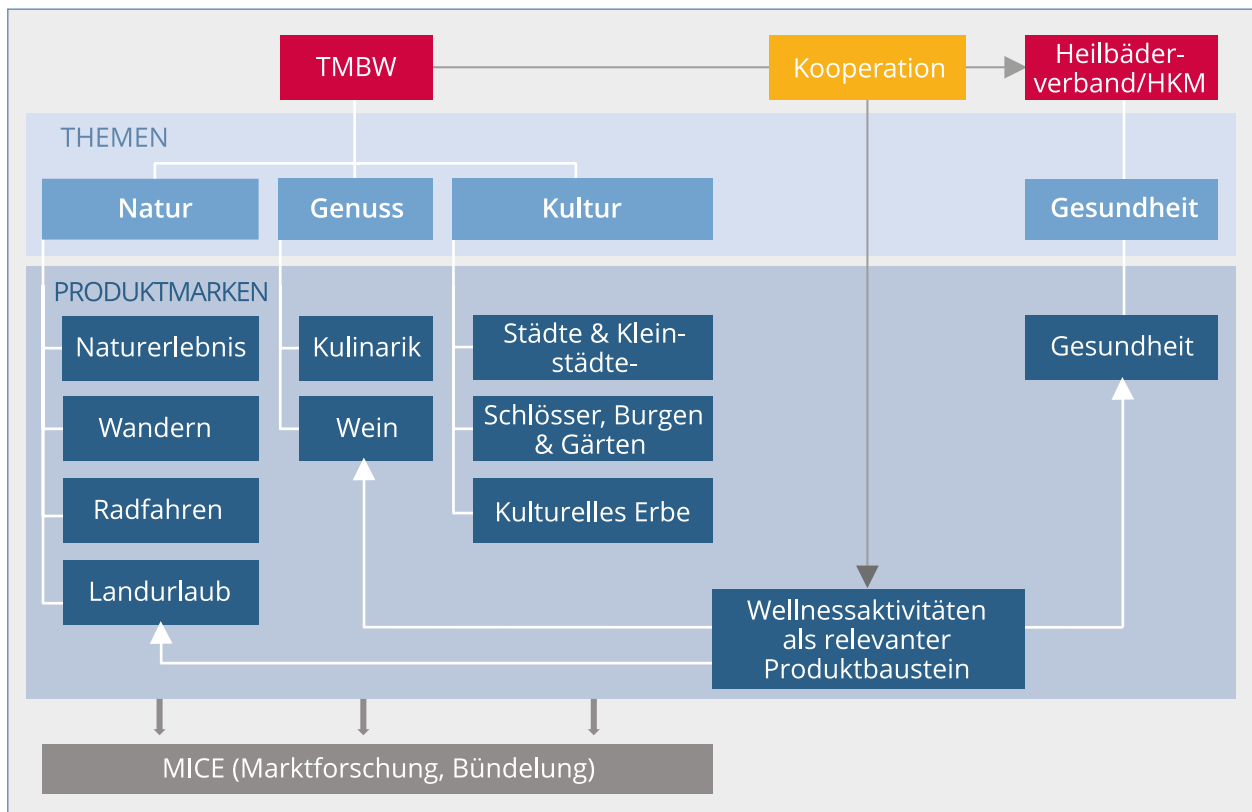 TMBW
Kooperation
Heilbäder-
verband/HKM
THEMEN
Natur
Genuss
Kultur
Gesundheit
PRODUKTMARKEN
Naturerlebnis
Wandern
Radfahren
Landurlaub
Kulinarik
Wein
Städte & Klein-
städte-
Schlösser, Burgen
& Gärten
Kulturelles Erbe
Gesundheit
Wellnessaktivitäten
als relevanter
Produktbaustein
MICE (Marktforschung, Bündelung)